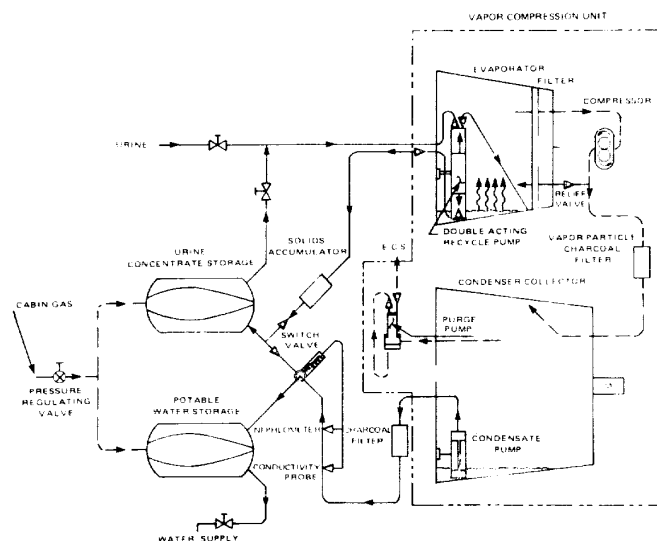 VAPOR COMPRESSION UNIT
EVAPORATOR
FILTER
COMPRESSOR
URINE
RELIEF
VALVE
DOUBLE ACTING
RECYCLE PUMP
VAPOR PARTICLE
CHARCOAL
FILTER
SOLIDS
ACCUMULATOR
URINE
CONCENTRATE STORAGE
E.C.S
CONDENSER COLLECTOR
CABIN GAS
SWITCH
VALVE
PURGE
PUMP
PRESSURE
REGULATING
VALVE
POTABLE
WATER STORAGE
NEPHLOMETER
CHARCOAL
FILTER
CONDENSATE
PUMP
CONDUCTIVITY
PROBE
WATER SUPPLY